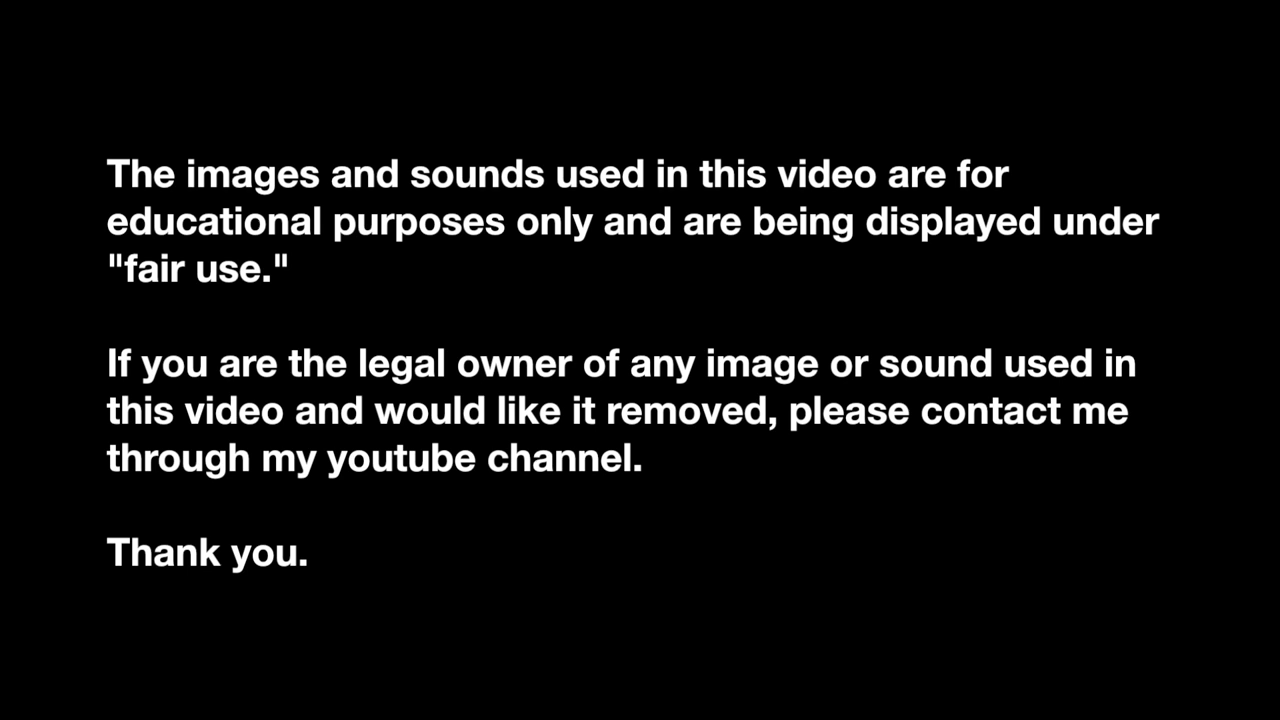 The images and sounds used in this video are for
educational purposes only and are being displayed under
"fair use."
If you are the legal owner of any image or sound used in
this video and would like it removed, please contact me
through my youtube channel.
Thank you.